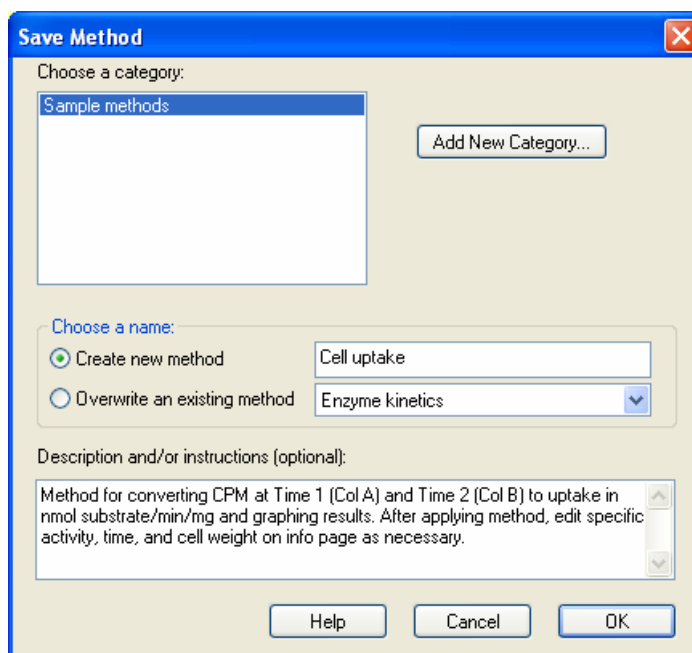 Save Method
Choose a category:
Sample methods
Add New Category...
Choose a name:
Create new method
Cell uptake
Overwrite an existing method
Enzyme kinetics
Description and/or instructions (optional):
Method for converting CPM at Time 1 (Col A) and Time 2 (Col B) to uptake in
nmol substrate/min/mg and graphing results. After applying method, edit specific
activity, time, and cell weight on info page as necessary.
Help
Cancel
OK